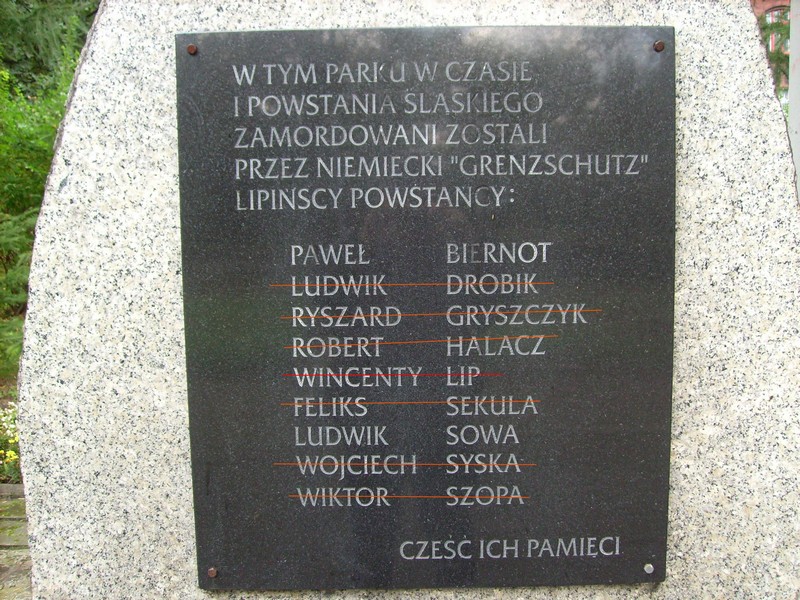 W TYM PARKU W CZASIE
I POWSTANIA ŚLĄSKIEGO
ZAMORDOWANI ZOSTALI
PRZEZ NIEMIECKI "GRENZSCHUTZ"
LIPIŃSCY POWSTAŃCY:
PAWEŁ BIERNOT
LUDWIK DROBIK
RYSZARD GRYSZCZYK
ROBERT HALACZ
WINCENTY LIP
FELIKS SEKULA
LUDWIK SOWA
WOJCIECH SYSKA
WIKTOR SZOPA
CZEŚĆ ICH PAMIĘCI